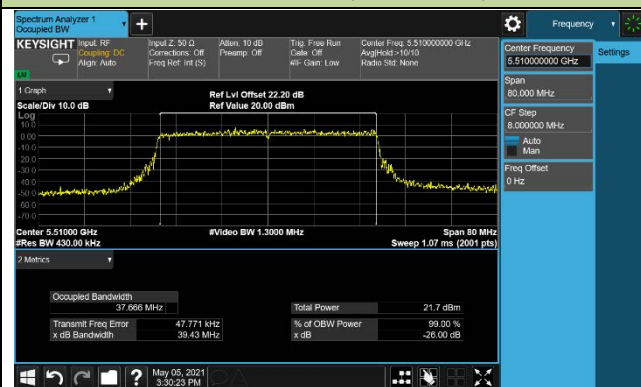 Spectrum Analyzer 1
Occupied BW
Frequency
KEYSIGHT
Input: RF
Coupling: DC
Align: Auto
Input Z: 50 Ω
Corrections: Off
Freq Ref: Int (S)
Atten: 10 dB
Preamp: Off
Trig: Free Run
Gate: Off
#IF Gain: Low
Center Freq: 5.510000000 GHz
Avg|Hold:>10/10
Radio Std: None
Center Frequency
5.510000000 GHz
Settings
Span
80.000 MHz
CF Step
8.000000 MHz
Auto
Man
Freq Offset
0 Hz
1 Graph
Scale/Div 10.0 dB
Ref Lvl Offset 22.20 dB
Ref Value 20.00 dBm
Log
10.0
0.00
-10.0
-20.0
-30.0
-40.0
-50.0
-60.0
-70.0
Center 5.51000 GHz
#Res BW 430.00 kHz
#Video BW 1.3000 MHz
Span 80 MHz
Sweep 1.07 ms (2001 pts)
2 Metrics
Occupied Bandwidth
37.666 MHz
Total Power 21.7 dBm
Transmit Freq Error 47.771 kHz
% of OBW Power 99.00 %
x dB Bandwidth 39.43 MHz
x dB -26.00 dB
May 05, 2021
3:30:23 PM